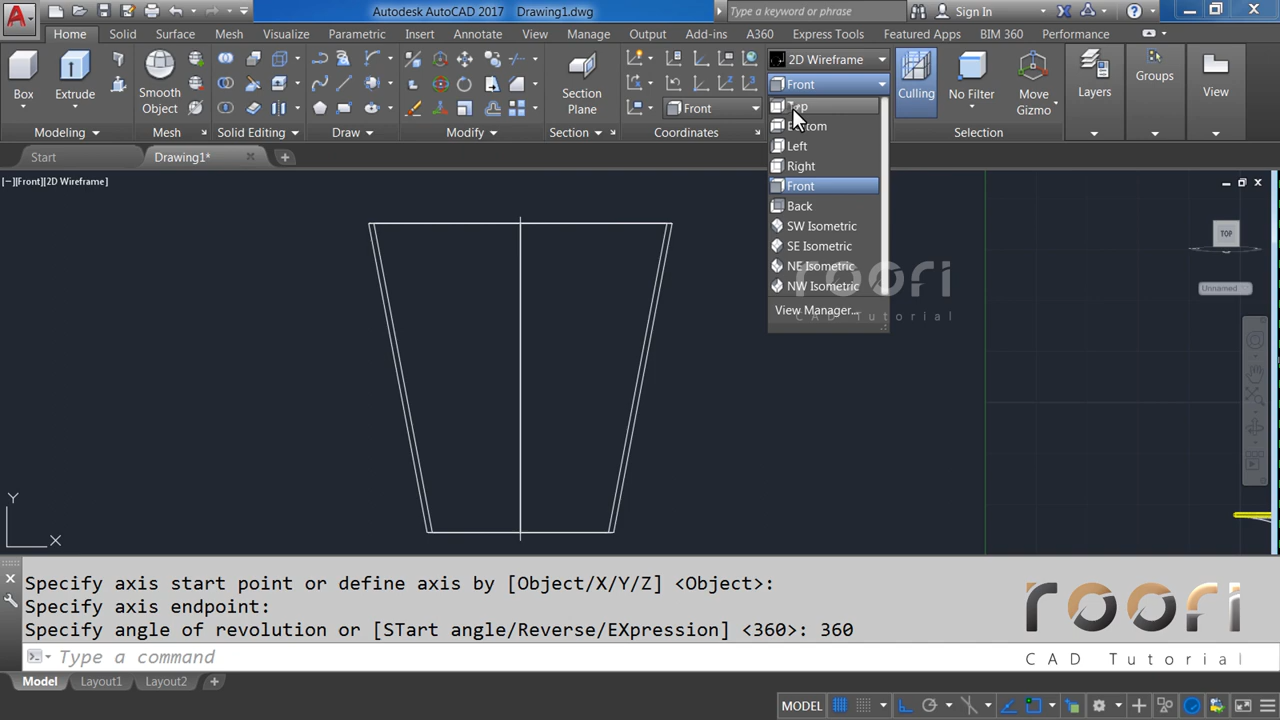 Autodesk AutoCAD 2017 Drawing1.dwg
Type a keyword or phrase
Sign In
Home Solid Surface Mesh Visualize Parametric Insert Annotate View Manage Output Add-ins A360 Express Tools Featured Apps BIM 360 Performance
2D Wireframe
Front
Box
Extrude
Smooth
Object
Section
Plane
Front
Culling
No Filter
Move
Gizmo
Layers
Groups
View
Modeling
Mesh
Solid Editing
Draw
Modify
Section
Coordinates
Selection
Top
Bottom
Left
Right
Front
Back
SW Isometric
SE Isometric
NE Isometric
NW Isometric
View Manager...
Start
Drawing1*
[−][Front][2D Wireframe]
TOP
Unnamed
roofi
CAD Tutorial
Y
X
Specify axis start point or define axis by [Object/X/Y/Z] <Object>:
Specify axis endpoint:
Specify angle of revolution or [STart angle/Reverse/EXpression] <360>: 360
Type a command
roofi
CAD Tutorial
Model Layout1 Layout2
MODEL